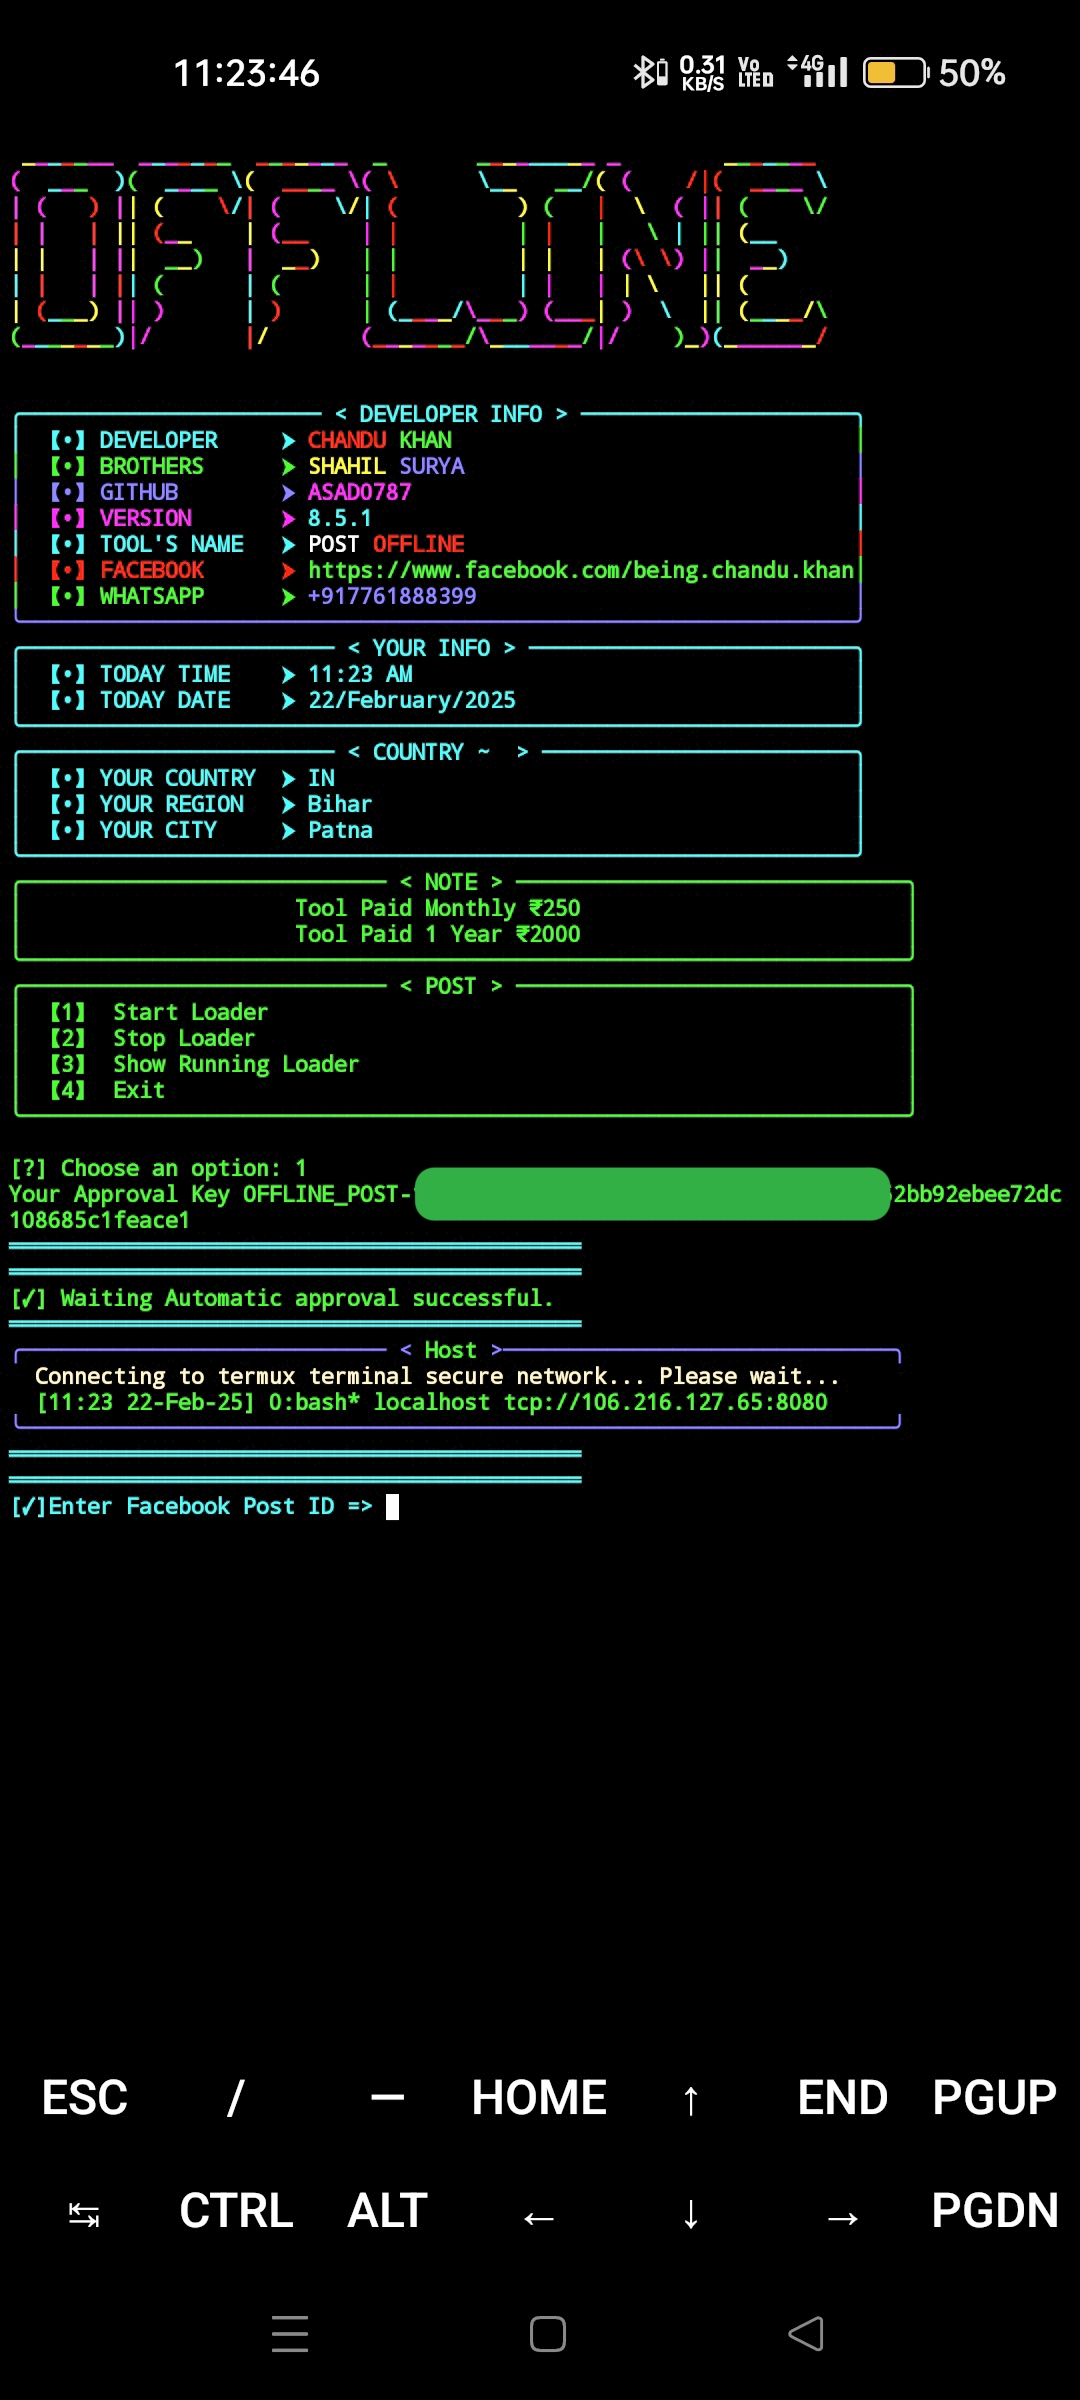 11:23:46 0.31 KB/S Vo LTE 4G 50%
OFFLINE
< DEVELOPER INFO >
【•】 DEVELOPER ➤ CHANDU KHAN
【•】 BROTHERS ➤ SHAHIL SURYA
【•】 GITHUB ➤ ASAD0787
【•】 VERSION ➤ 8.5.1
【•】 TOOL'S NAME ➤ POST OFFLINE
【•】 FACEBOOK ➤ https://www.facebook.com/being.chandu.khan
【•】 WHATSAPP ➤ +917761888399
< YOUR INFO >
【•】 TODAY TIME ➤ 11:23 AM
【•】 TODAY DATE ➤ 22/February/2025
< COUNTRY ~ >
【•】 YOUR COUNTRY ➤ IN
【•】 YOUR REGION ➤ Bihar
【•】 YOUR CITY ➤ Patna
< NOTE >
Tool Paid Monthly ₹250
Tool Paid 1 Year ₹2000
< POST >
【1】 Start Loader
【2】 Stop Loader
【3】 Show Running Loader
【4】 Exit
[?] Choose an option: 1
Your Approval Key OFFLINE_POST- 2bb92ebee72dc
108685c1feace1
[✓] Waiting Automatic approval successful.
< Host >
Connecting to termux terminal secure network... Please wait...
[11:23 22-Feb-25] 0:bash* localhost tcp://106.216.127.65:8080
[✓]Enter Facebook Post ID =>
ESC / — HOME ↑ END PGUP
↹ CTRL ALT ← ↓ → PGDN